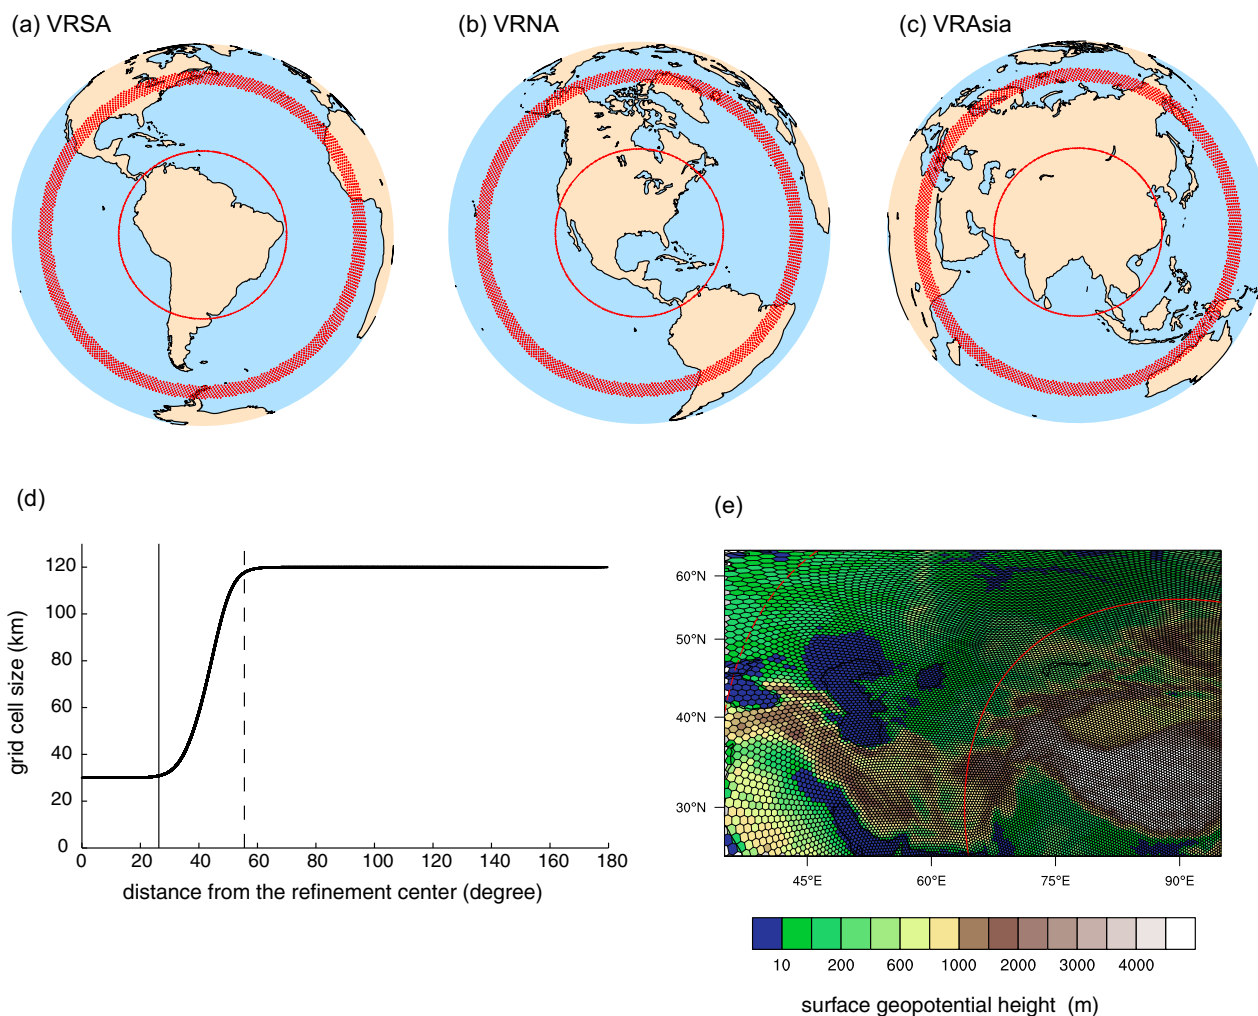 (a) VRSA
(b) VRNA
(c) VRAsia
(d)
120
100
80
60
40
20
0
grid cell size (km)
0 20 40 60 80 100 120 140 160 180
distance from the refinement center (degree)
(e)
60°N
50°N
40°N
30°N
45°E 60°E 75°E 90°E
10 200 600 1000 2000 3000 4000
surface geopotential height (m)